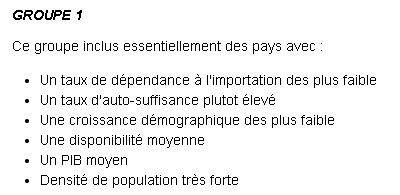 GROUPE 1
Ce groupe inclus essentiellement des pays avec :
• Un taux de dépendance à l'importation des plus faible
• Un taux d'auto-suffisance plutot élevé
• Une croissance démographique des plus faible
• Une disponibilité moyenne
• Un PIB moyen
• Densité de population très forte